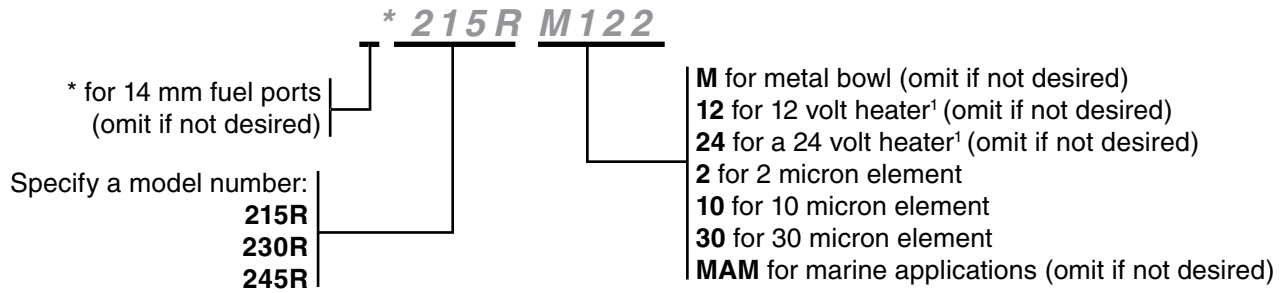 * 215R M122
* for 14 mm fuel ports
(omit if not desired)
Specify a model number:
215R
230R
245R
M for metal bowl (omit if not desired)
12 for 12 volt heater¹ (omit if not desired)
24 for a 24 volt heater¹ (omit if not desired)
2 for 2 micron element
10 for 10 micron element
30 for 30 micron element
MAM for marine applications (omit if not desired)